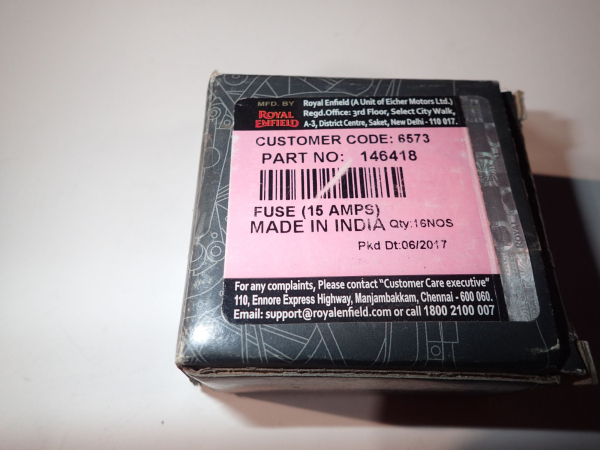 MFD. BY
ROYAL
ENFIELD
Royal Enfield (A Unit of Eicher Motors Ltd.)
Regd.Office: 3rd Floor, Select City Walk,
A-3, District Centre, Saket, New Delhi - 110 017.
CUSTOMER CODE: 6573
PART NO: 146418
FUSE (15 AMPS)
MADE IN INDIA Qty:16NOS
Pkd Dt:06/2017
For any complaints, Please contact "Customer Care executive"
110, Ennore Express Highway, Manjambakkam, Chennai - 600 060.
Email: support@royalenfield.com or call 1800 2100 007